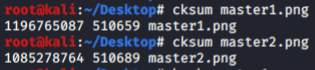 root@kali:~/Desktop# cksum master1.png
1196765087 510659 master1.png
root@kali:~/Desktop# cksum master2.png
1085278764 510689 master2.png